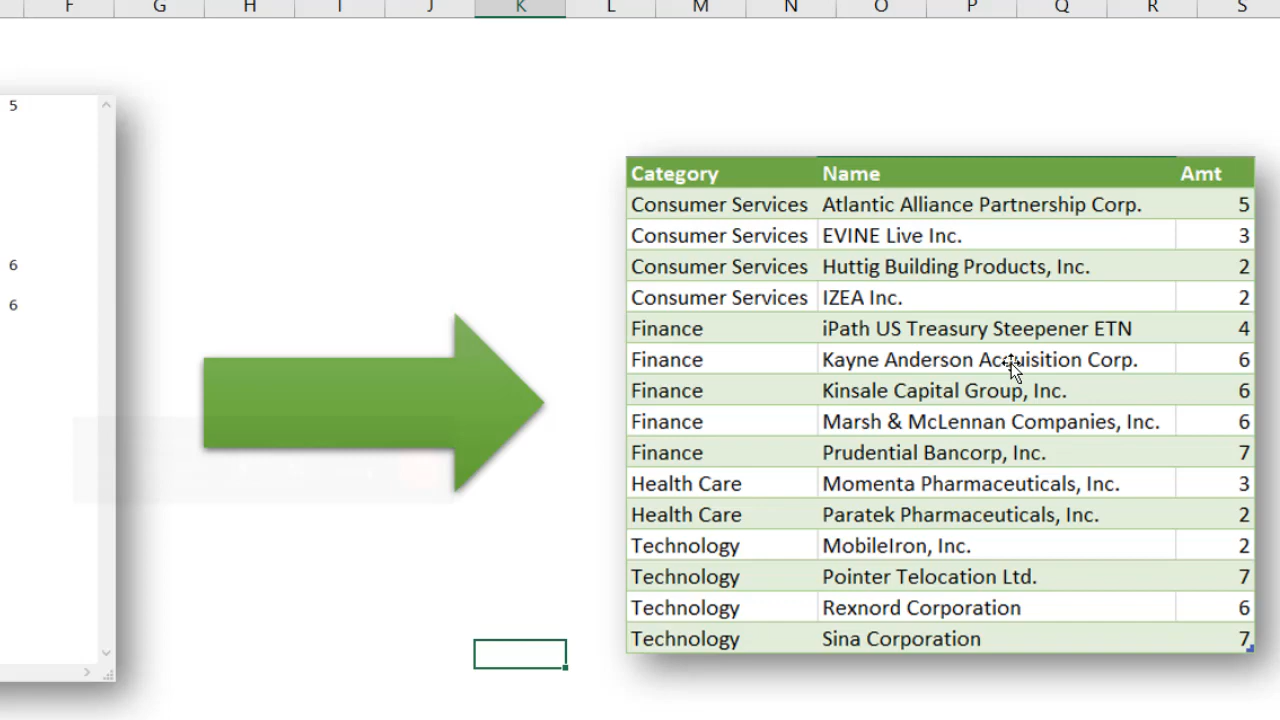 F G H I J K L M N O P Q R S
5
6
6
Category Name Amt
Consumer Services Atlantic Alliance Partnership Corp. 5
Consumer Services EVINE Live Inc. 3
Consumer Services Huttig Building Products, Inc. 2
Consumer Services IZEA Inc. 2
Finance iPath US Treasury Steepener ETN 4
Finance Kayne Anderson Acquisition Corp. 6
Finance Kinsale Capital Group, Inc. 6
Finance Marsh & McLennan Companies, Inc. 6
Finance Prudential Bancorp, Inc. 7
Health Care Momenta Pharmaceuticals, Inc. 3
Health Care Paratek Pharmaceuticals, Inc. 2
Technology MobileIron, Inc. 2
Technology Pointer Telocation Ltd. 7
Technology Rexnord Corporation 6
Technology Sina Corporation 7